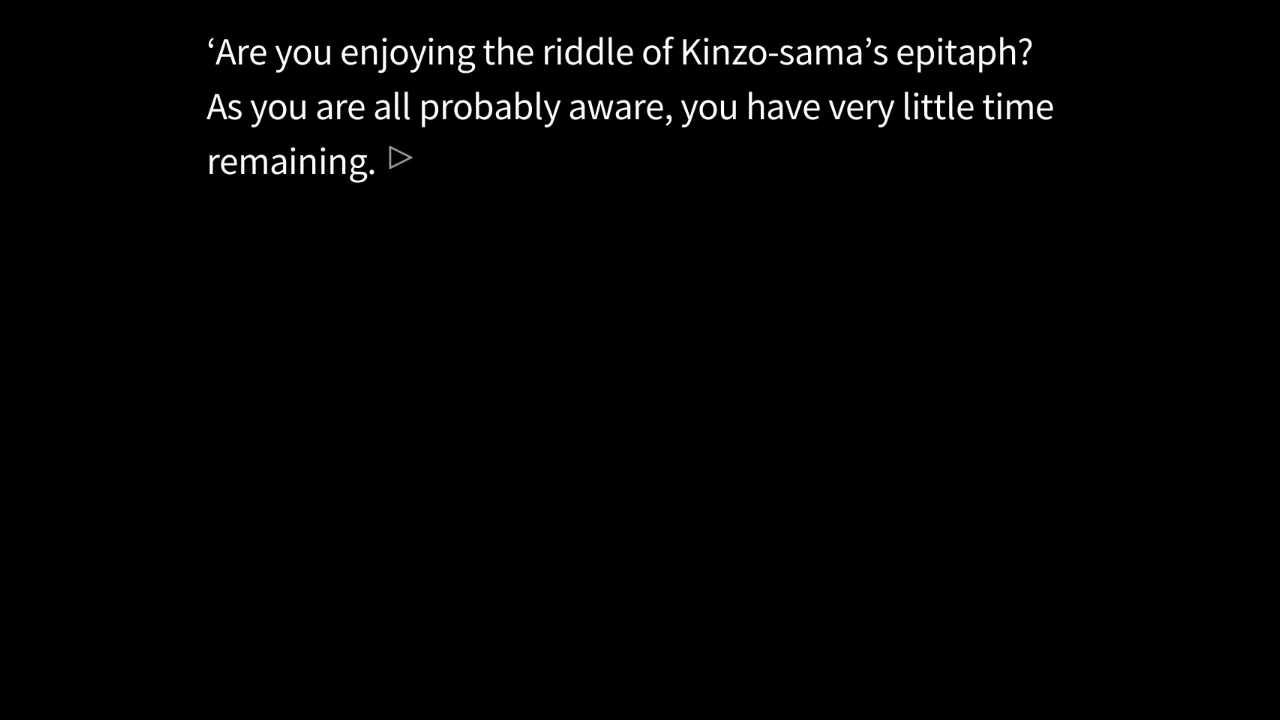 ‘Are you enjoying the riddle of Kinzo-sama’s epitaph?
As you are all probably aware, you have very little time
remaining.